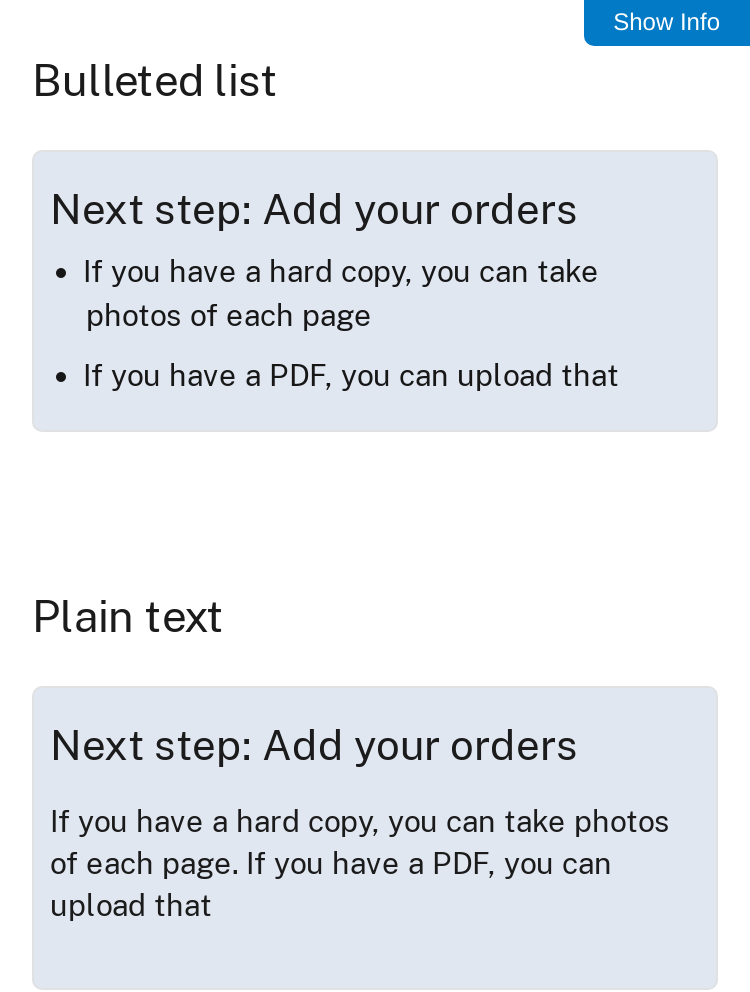 Show Info
Bulleted list
Next step: Add your orders
• If you have a hard copy, you can take
photos of each page
• If you have a PDF, you can upload that
Plain text
Next step: Add your orders
If you have a hard copy, you can take photos
of each page. If you have a PDF, you can
upload that